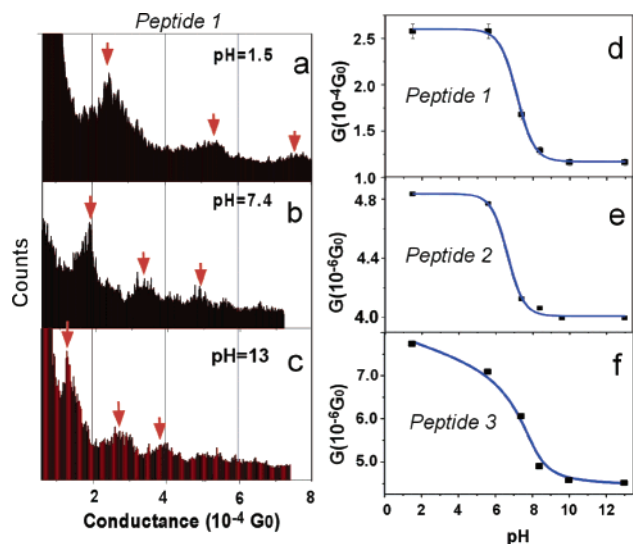 Peptide 1
pH=1.5
a
pH=7.4
b
pH=13
c
Counts
2 4 6 8
Conductance (10⁻⁴ G₀)
d
2.5
2.0
1.5
1.0
G(10⁻⁴G₀)
Peptide 1
e
4.8
4.4
4.0
G(10⁻⁶G₀)
Peptide 2
f
7.0
6.0
5.0
4.5
G(10⁻⁶G₀)
Peptide 3
0 2 4 6 8 10 12
pH